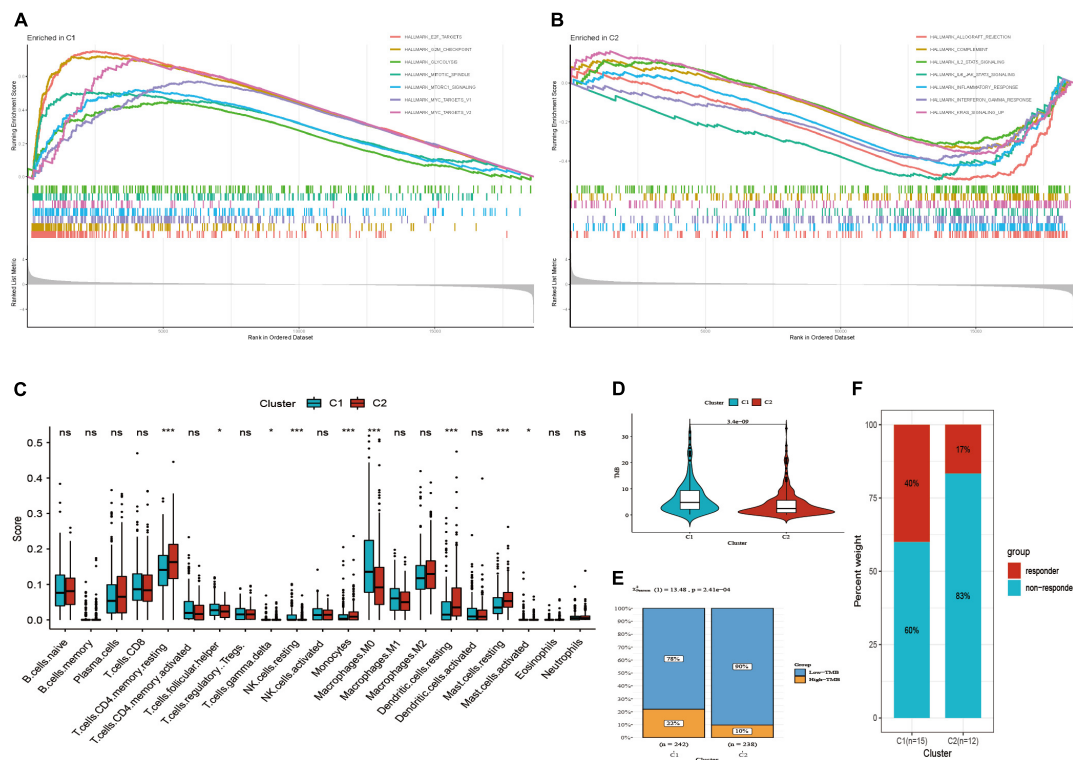 A
Enriched in C1
HALLMARK_E2F_TARGETS
HALLMARK_G2M_CHECKPOINT
HALLMARK_GLYCOLYSIS
HALLMARK_MITOTIC_SPINDLE
HALLMARK_MTORC1_SIGNALING
HALLMARK_MYC_TARGETS_V1
HALLMARK_MYC_TARGETS_V2
Running Enrichment Score
Ranked List Metric
Rank in Ordered Dataset
B
Enriched in C2
HALLMARK_ALLOGRAFT_REJECTION
HALLMARK_COMPLEMENT
HALLMARK_IL2_STAT5_SIGNALING
HALLMARK_IL6_JAK_STAT3_SIGNALING
HALLMARK_INFLAMMATORY_RESPONSE
HALLMARK_INTERFERON_GAMMA_RESPONSE
HALLMARK_KRAS_SIGNALING_UP
Running Enrichment Score
Ranked List Metric
Rank in Ordered Dataset
C
Cluster C1 C2
ns ns ns ns *** * ns * *** ns *** *** ns ns *** ns *** * ns ns
Score
0.5
0.4
0.3
0.2
0.1
0.0
B.cells.naive
B.cells.memory
Plasma.cells
T.cells.CD8
T.cells.CD4.memory.resting
T.cells.CD4.memory.activated
T.cells.follicular.helper
T.cells.regulatory..Tregs.
T.cells.gamma.delta
NK.cells.resting
NK.cells.activated
Monocytes
Macrophages.M0
Macrophages.M1
Macrophages.M2
Dendritic.cells.resting
Dendritic.cells.activated
Mast.cells.resting
Mast.cells.activated
Eosinophils
Neutrophils
D
Cluster C1 C2
3.4e-09
TMB
30
20
10
0
C1 C2
Cluster
E
(1) = 13.48 , p = 2.41e-04
100%
90%
80%
70%
60%
50%
40%
30%
20%
10%
0%
78%
22%
90%
10%
Group
Low-TMB
High-TMB
(n = 242) (n = 238)
C1 C2
Cluster
F
Percent weight
100
75
50
25
0
40%
60%
17%
83%
group
responder
non-responder
C1(n=15) C2(n=12)
Cluster